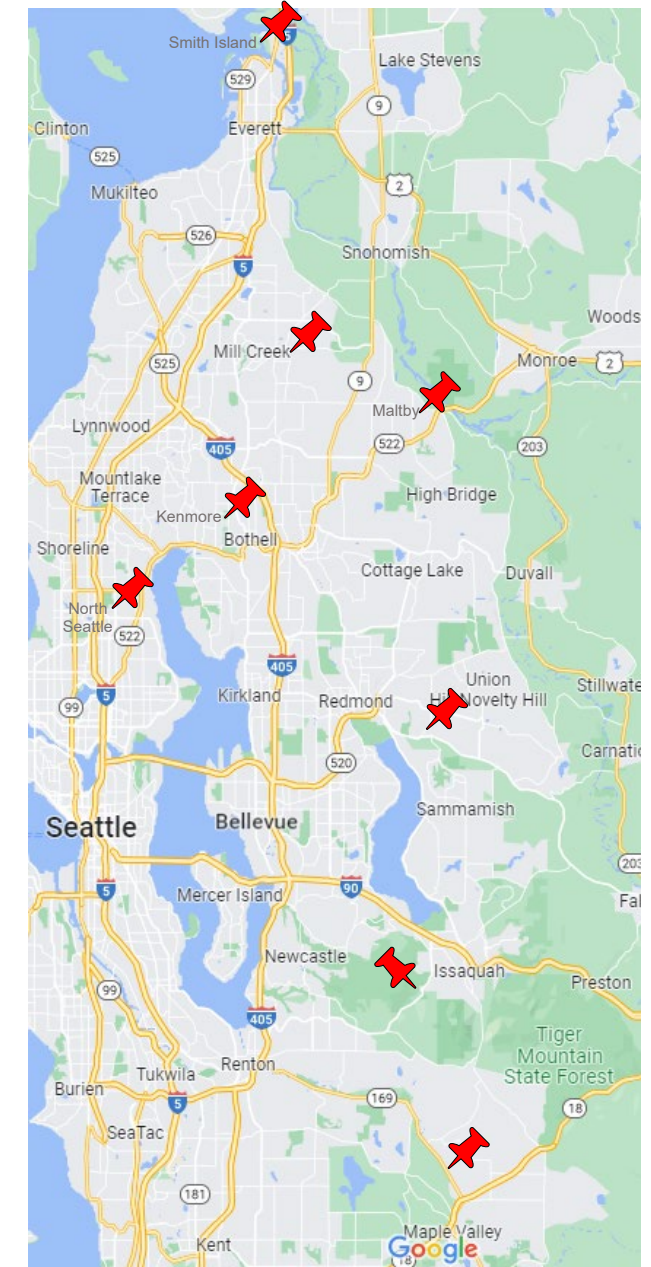 Smith Island
5
Lake Stevens
529
9
Clinton
Everett
525
2
Mukilteo
526
Snohomish
5
Woods
Mill Creek
525
Monroe
2
9
Maltby
Lynnwood
522
203
405
Mountlake
Terrace
High Bridge
Kenmore
Shoreline
Bothell
Cottage Lake
Duvall
North
Seattle
522
405
Union
Novelty Hill
Stillwate
5
Kirkland
Redmond
99
520
Carnatio
Sammamish
Seattle
Bellevue
203
5
90
Mercer Island
Fal
Newcastle
Issaquah
Preston
99
405
Tiger
Mountain
State Forest
Renton
Tukwila
Burien
5
169
18
SeaTac
181
Maple Valley
Kent
Google
18